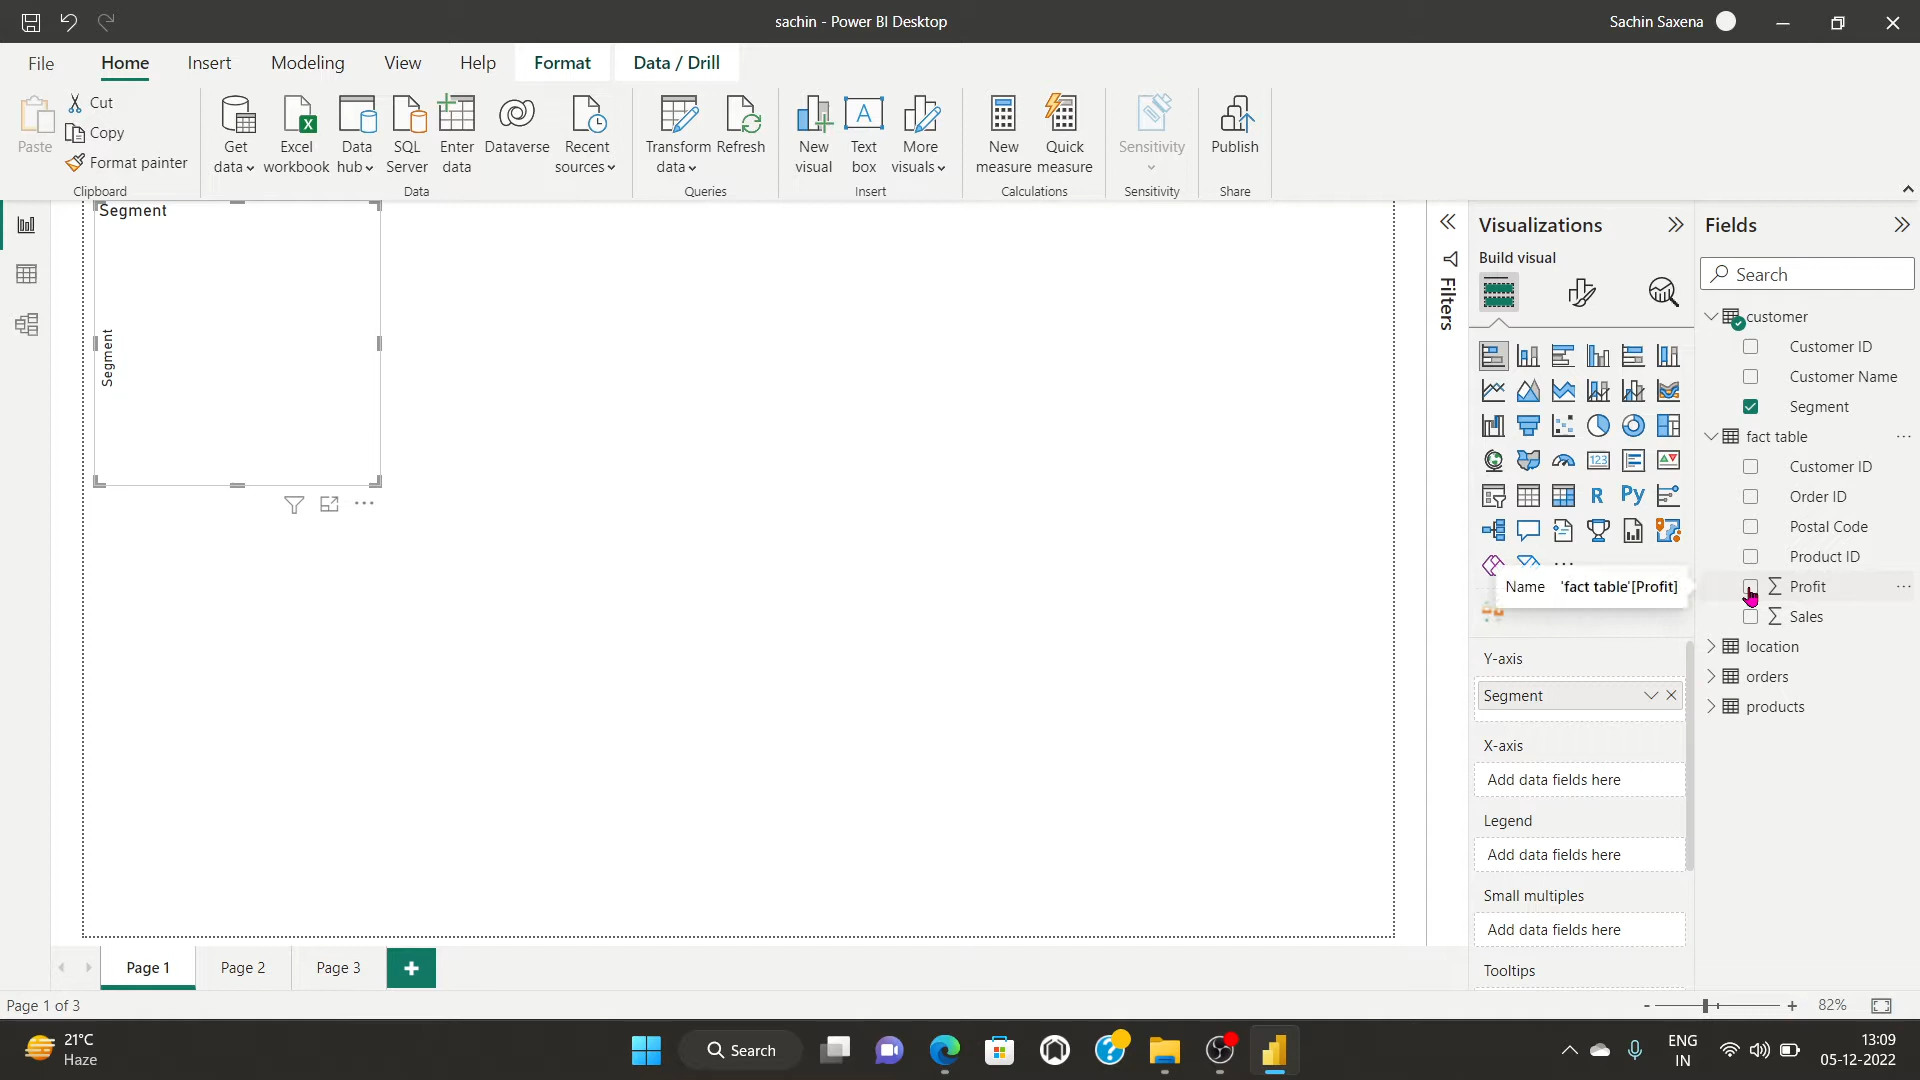 sachin - Power BI Desktop
Sachin Saxena
File Home Insert Modeling View Help Format Data / Drill
Paste
Cut
Copy
Format painter
Clipboard
Get data
Excel workbook
Data hub
SQL Server
Enter data
Dataverse
Recent sources
Data
Transform data
Refresh
Queries
New visual
Text box
More visuals
Insert
New measure
Quick measure
Calculations
Sensitivity
Sensitivity
Publish
Share
Segment
Segment
Filters
Visualizations
Build visual
123
R
Py
Name 'fact table'[Profit]
Y-axis
Segment
X-axis
Add data fields here
Legend
Add data fields here
Small multiples
Add data fields here
Tooltips
Fields
Search
customer
Customer ID
Customer Name
Segment
fact table
Customer ID
Order ID
Postal Code
Product ID
Profit
Sales
location
orders
products
Page 1
Page 2
Page 3
Page 1 of 3
82%
21°C
Haze
Search
ENG
IN
13:09
05-12-2022